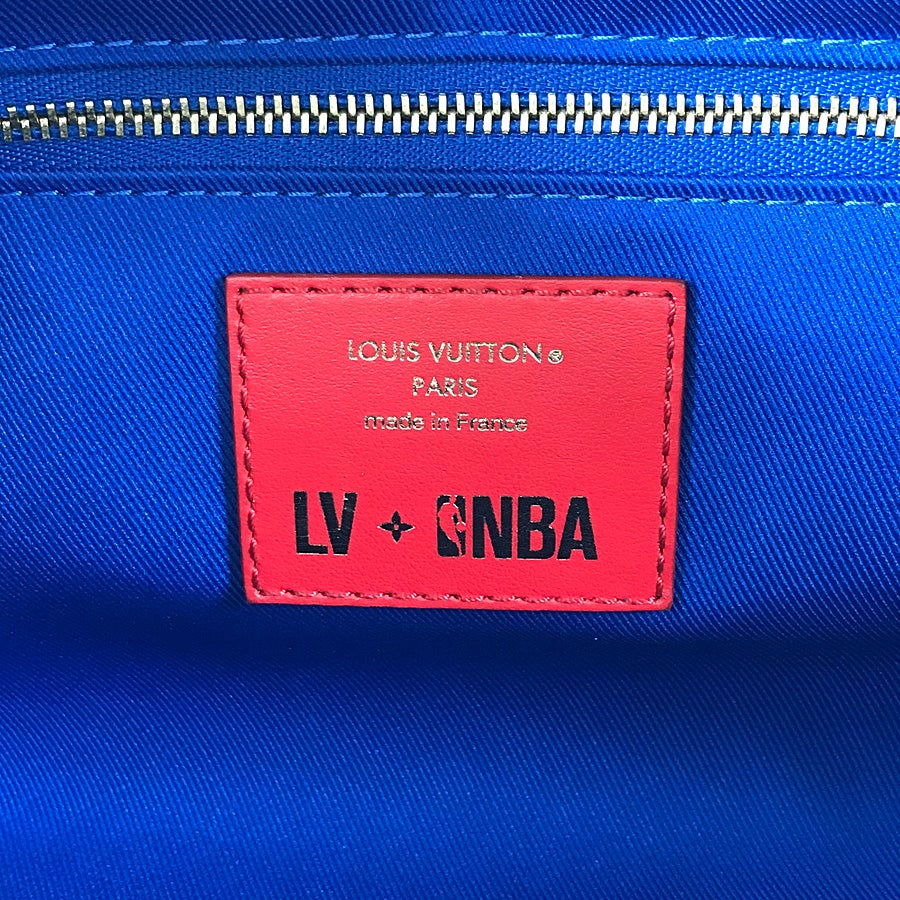 LOUIS VUITTON®
PARIS
made in France
LV + NBA